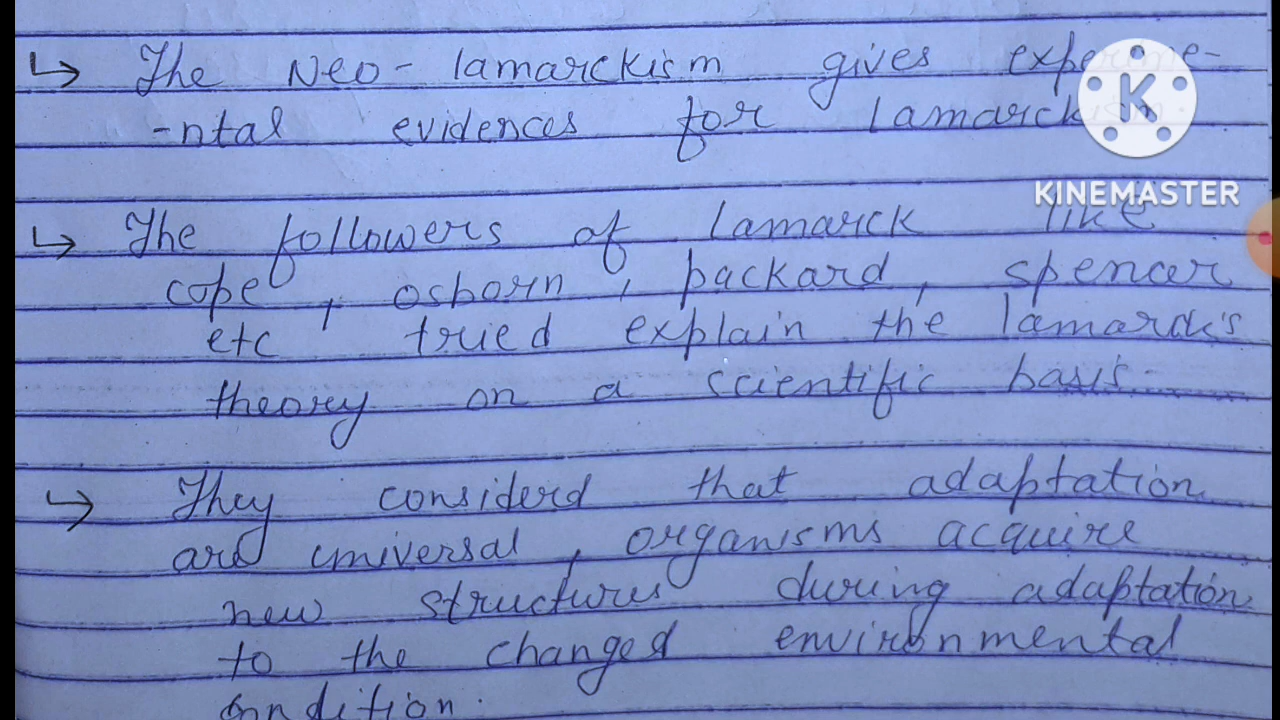 ↳ The Neo-lamarckism gives experime-
-ntal evidences for lamarckism.
KINEMASTER
↳ The followers of lamarck like
cope, osborn, packard, spencer
etc tried explain the lamarck's
theory on a scientific basis.
↳ They considerd that adaptation
are universal, organisms acquire
new structures during adaptation
to the changed environmental
condition.